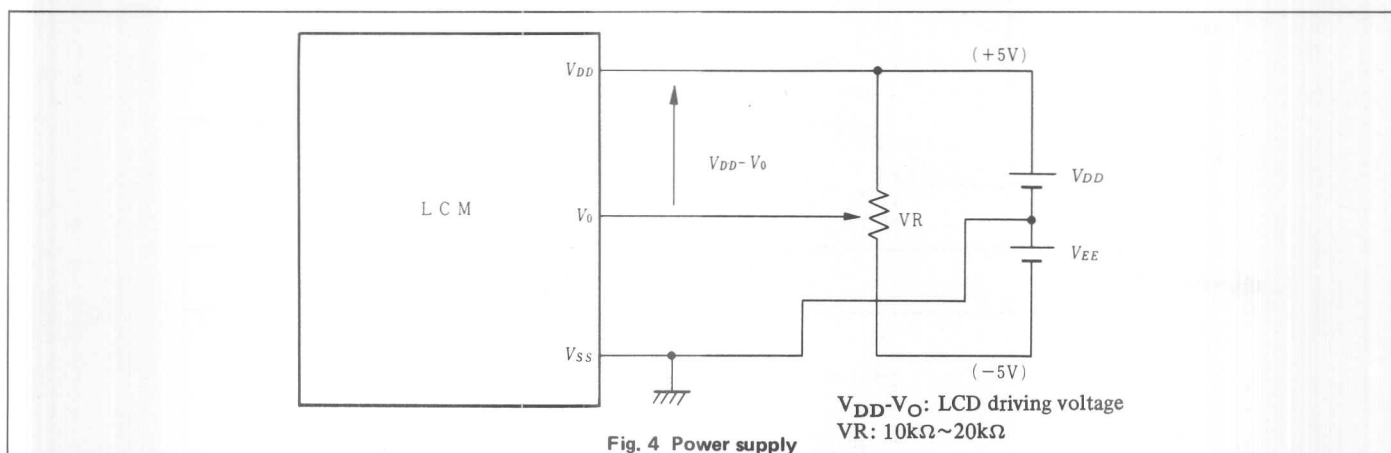 (+5V)
VDD
VDD-V0
VDD
LCM
V0
VR
VEE
VSS
(-5V)
VDD-VO: LCD driving voltage
VR: 10kΩ~20kΩ
Fig. 4 Power supply